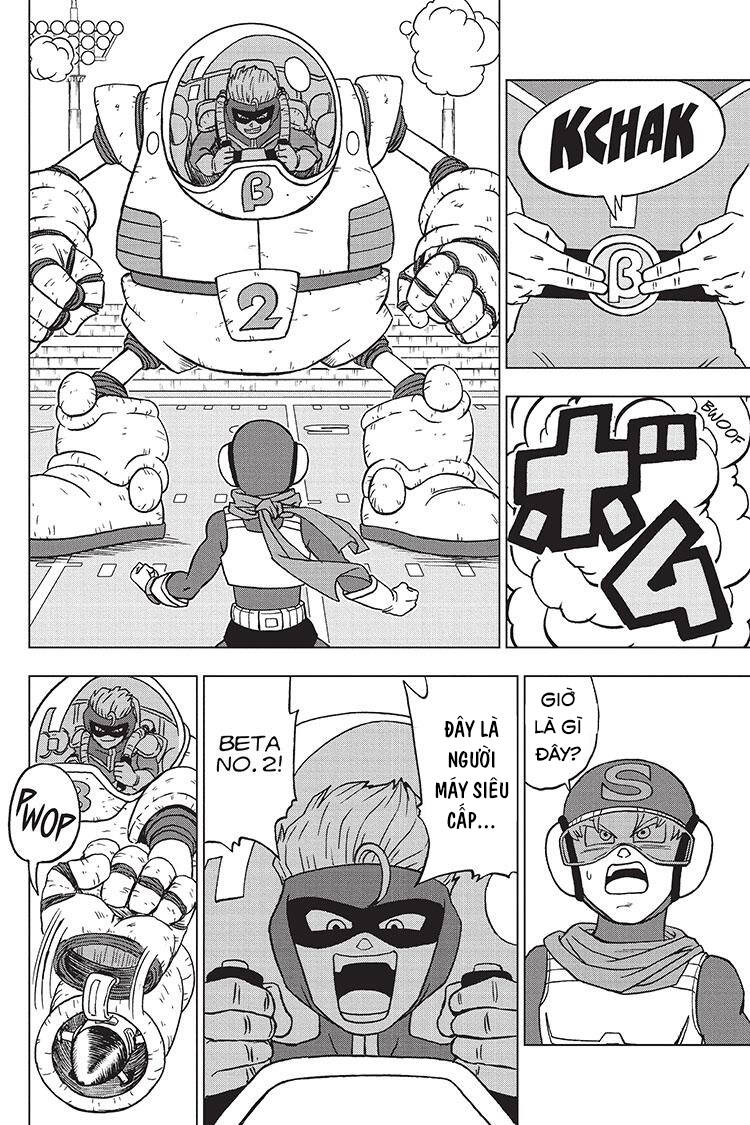 KCHAK
β
BWOOF
ボム
β
2
GIỜ
LÀ GÌ
ĐÂY?
S
ĐÂY LÀ
NGƯỜI
MÁY SIÊU
CẤP...
BETA
NO. 2!
β
PWOP